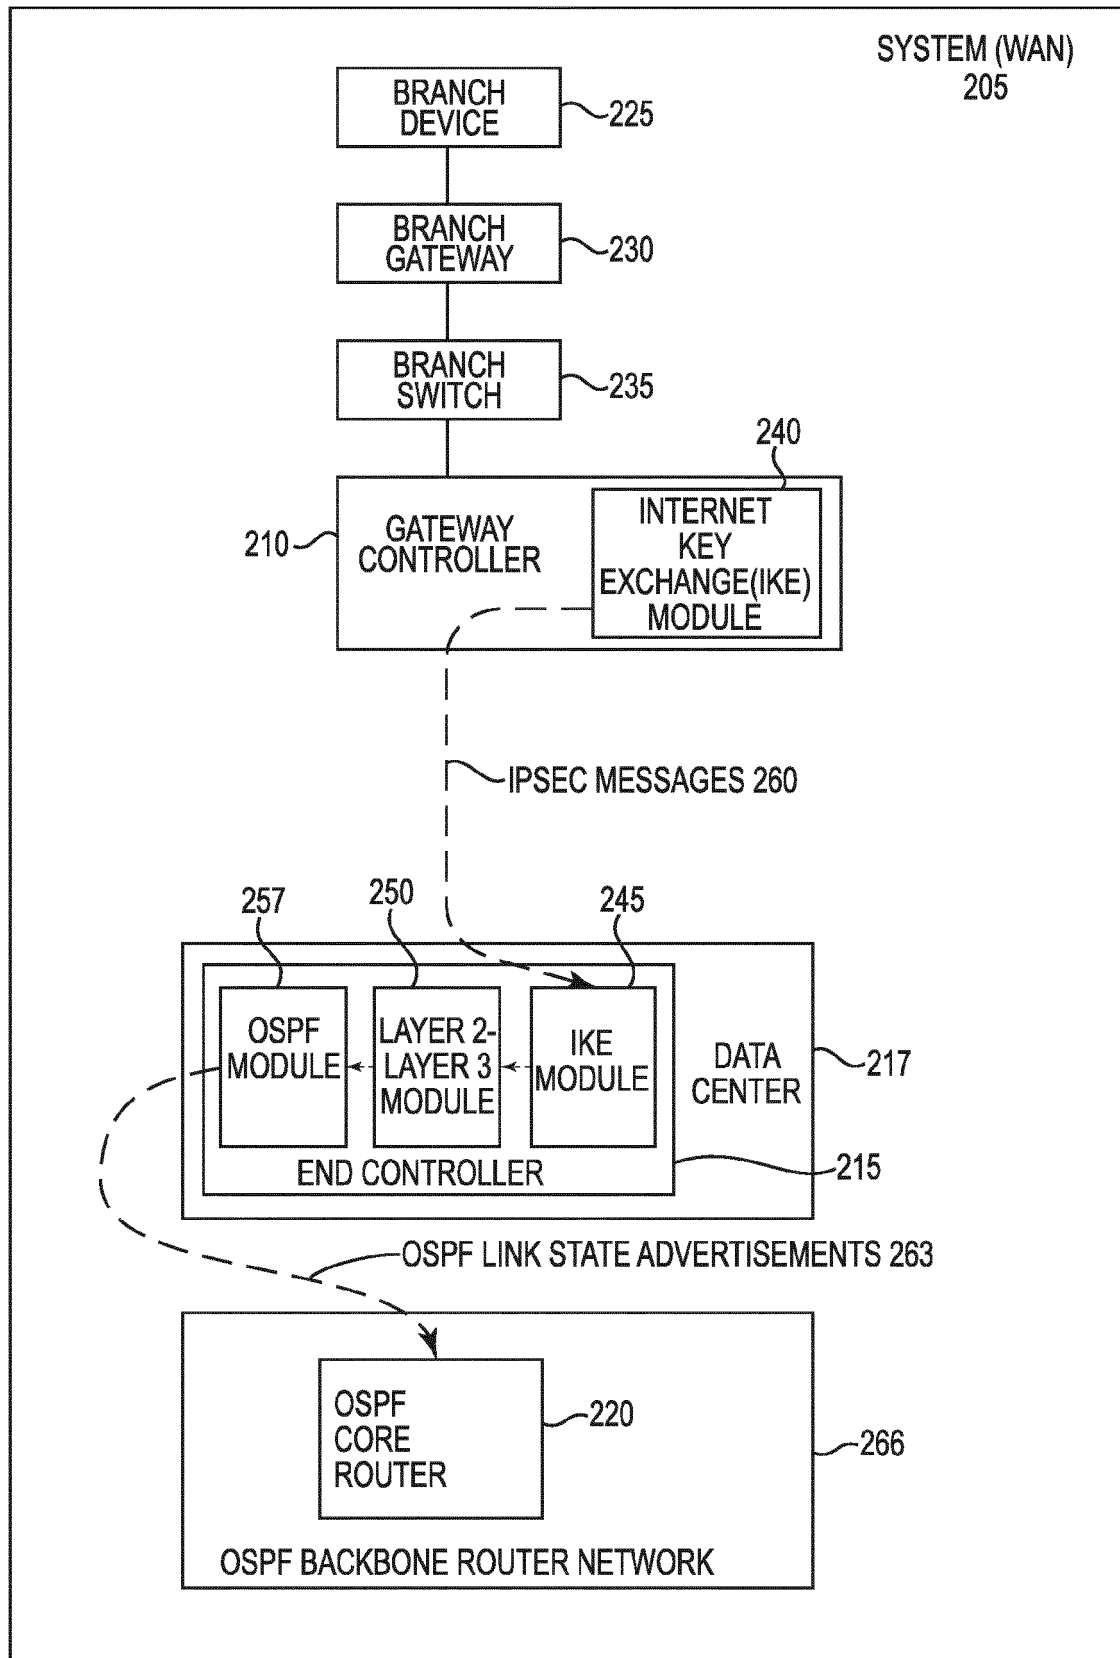 SYSTEM (WAN)
205
BRANCH
DEVICE
225
BRANCH
GATEWAY
230
BRANCH
SWITCH
235
240
210
GATEWAY
CONTROLLER
INTERNET
KEY
EXCHANGE(IKE)
MODULE
IPSEC MESSAGES 260
257
250
245
OSPF
MODULE
LAYER 2-
LAYER 3
MODULE
IKE
MODULE
DATA
CENTER
217
END CONTROLLER
215
OSPF LINK STATE ADVERTISEMENTS 263
OSPF
CORE
ROUTER
220
266
OSPF BACKBONE ROUTER NETWORK